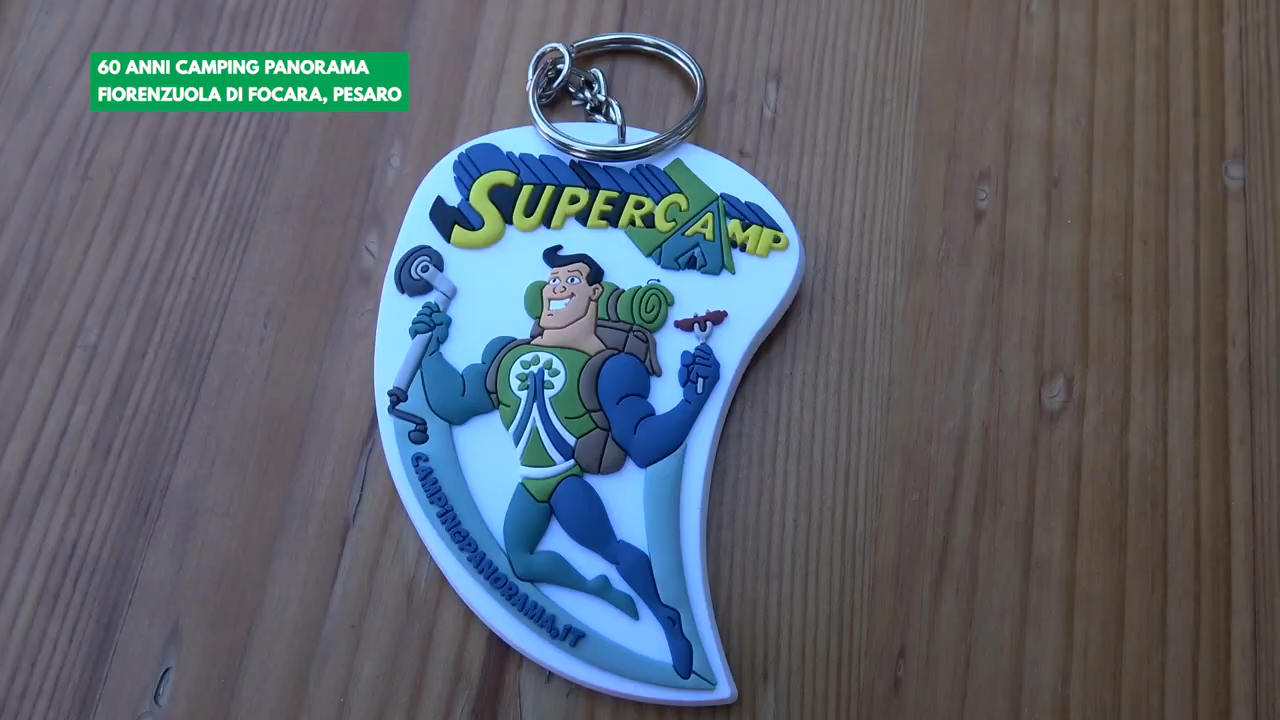 60 ANNI CAMPING PANORAMA
FIORENZUOLA DI FOCARA, PESARO
SUPERCAMP
CAMPINGPANORAMA.IT